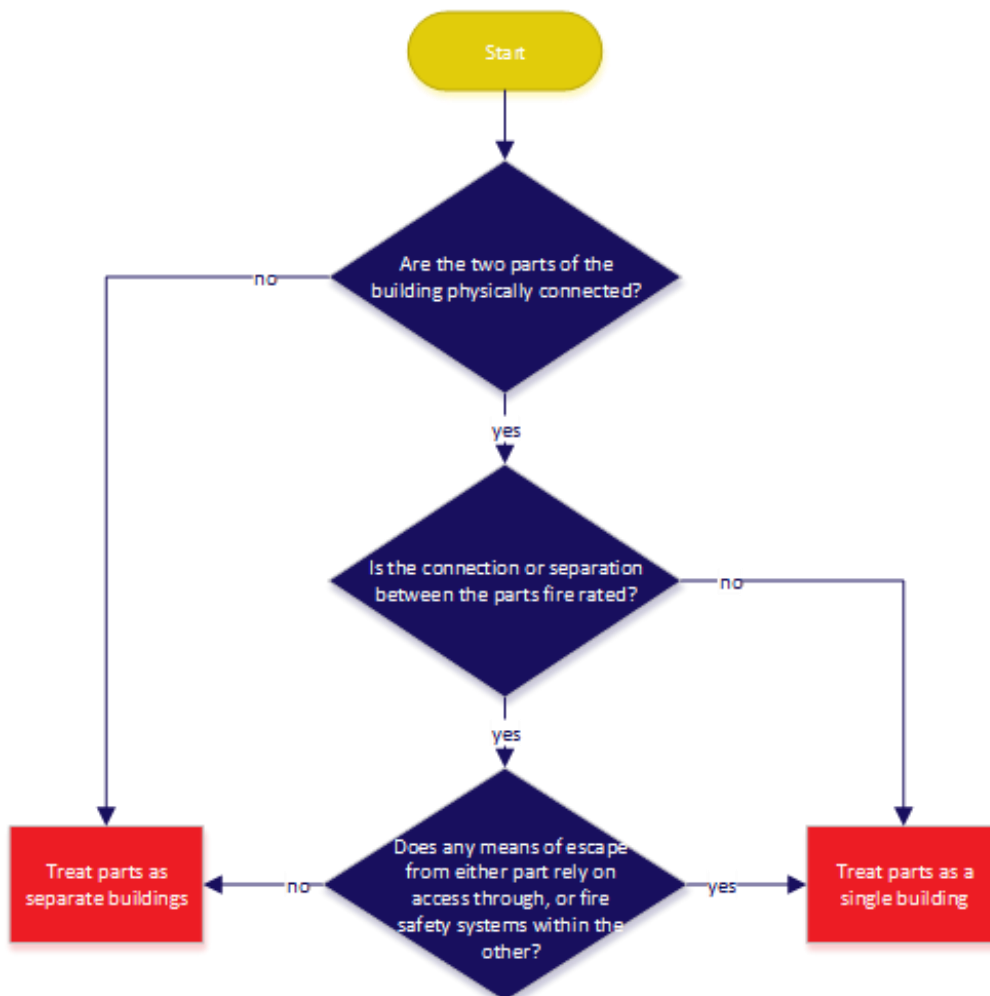 Start
Are the two parts of the
building physically connected?
no
yes
Is the connection or separation
between the parts fire rated?
no
yes
Treat parts as
separate buildings
no
Does any means of escape
from either part rely on
access through, or fire
safety systems within the
other?
yes
Treat parts as a
single building